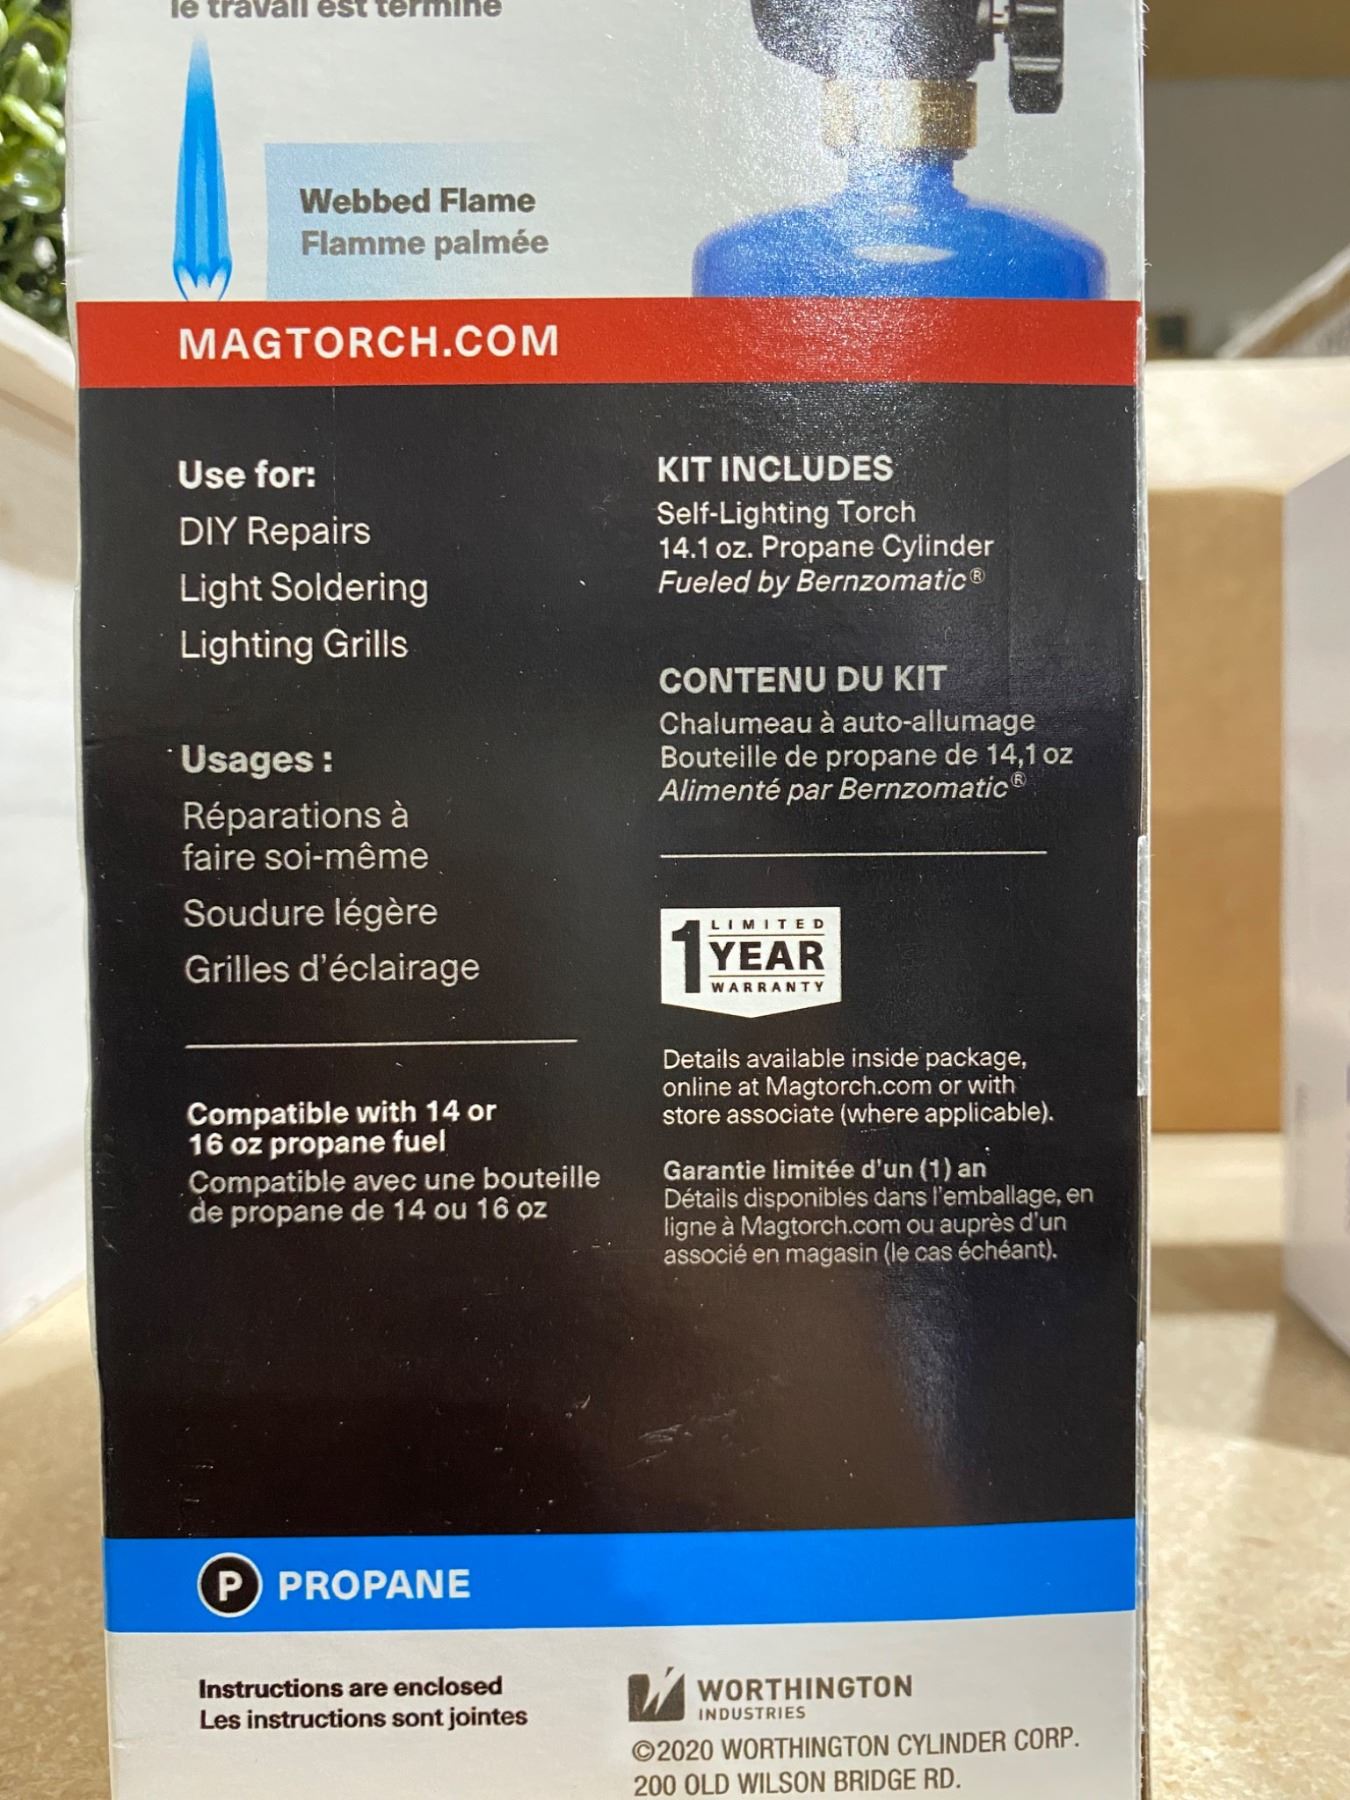 le travail est terminé
Webbed Flame
Flamme palmée
MAGTORCH.COM
Use for:
DIY Repairs
Light Soldering
Lighting Grills
Usages :
Réparations à
faire soi-même
Soudure légère
Grilles d'éclairage
Compatible with 14 or
16 oz propane fuel
Compatible avec une bouteille
de propane de 14 ou 16 oz
KIT INCLUDES
Self-Lighting Torch
14.1 oz. Propane Cylinder
Fueled by Bernzomatic®
CONTENU DU KIT
Chalumeau à auto-allumage
Bouteille de propane de 14,1 oz
Alimenté par Bernzomatic®
1 LIMITED
YEAR
WARRANTY
Details available inside package,
online at Magtorch.com or with
store associate (where applicable).
Garantie limitée d'un (1) an
Détails disponibles dans l'emballage, en
ligne à Magtorch.com ou auprès d'un
associé en magasin (le cas échéant).
P PROPANE
Instructions are enclosed
Les instructions sont jointes
WORTHINGTON
INDUSTRIES
©2020 WORTHINGTON CYLINDER CORP.
200 OLD WILSON BRIDGE RD.